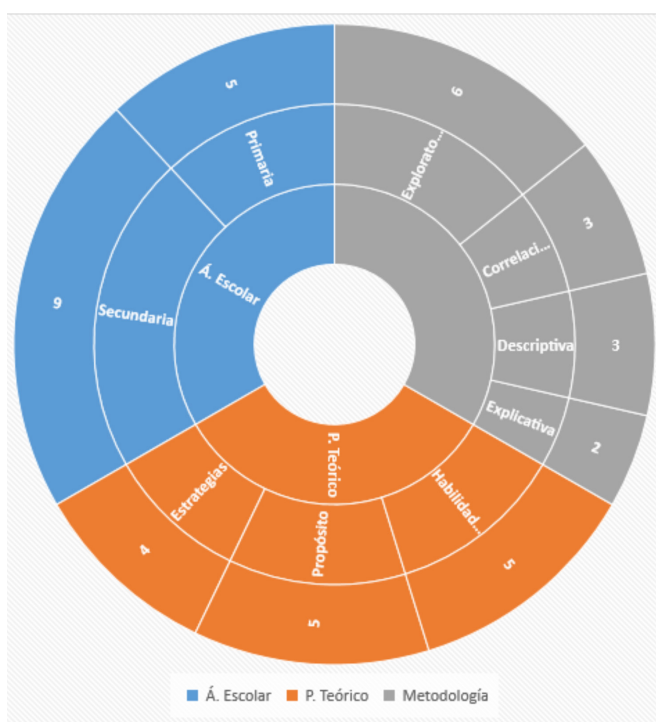 5
6
Primaria
Explorato...
Á. Escolar
Correlaci...
3
9
Secundaria
Descriptiva
3
Explicativa
2
P. Teórico
Estrategias
Habilidad...
Propósito
4
5
5
Á. Escolar P. Teórico Metodología